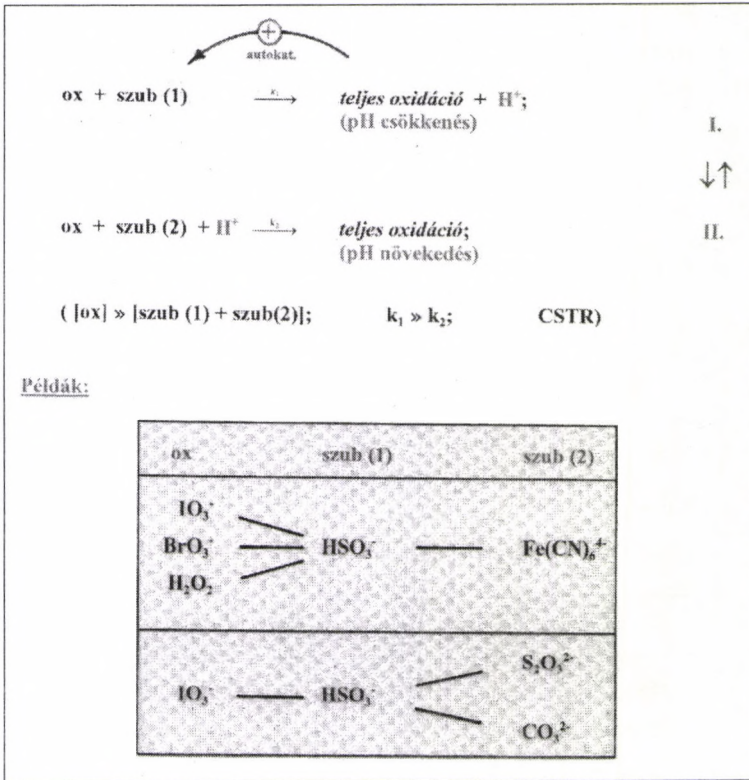 +
autokat.
ox + szub (1) k₁ → teljes oxidáció + H⁺; I.
(pH csökkenés)
↓↑
ox + szub (2) + H⁺ k₂ → teljes oxidáció; II.
(pH növekedés)
( [ox] » [szub (1) + szub(2)]; k₁ » k₂; CSTR)
Példák:
ox szub (1) szub (2)
IO₃⁻
BrO₃⁻ HSO₃⁻ Fe(CN)₆⁴⁻
H₂O₂
S₂O₃²⁻
IO₃⁻ HSO₃⁻
CO₃²⁻